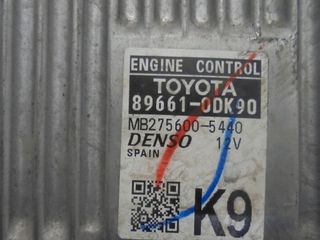 ENGINE CONTROL
TOYOTA
89661-0DK90
MB275600-5440
DENSO 12V
SPAIN
K9